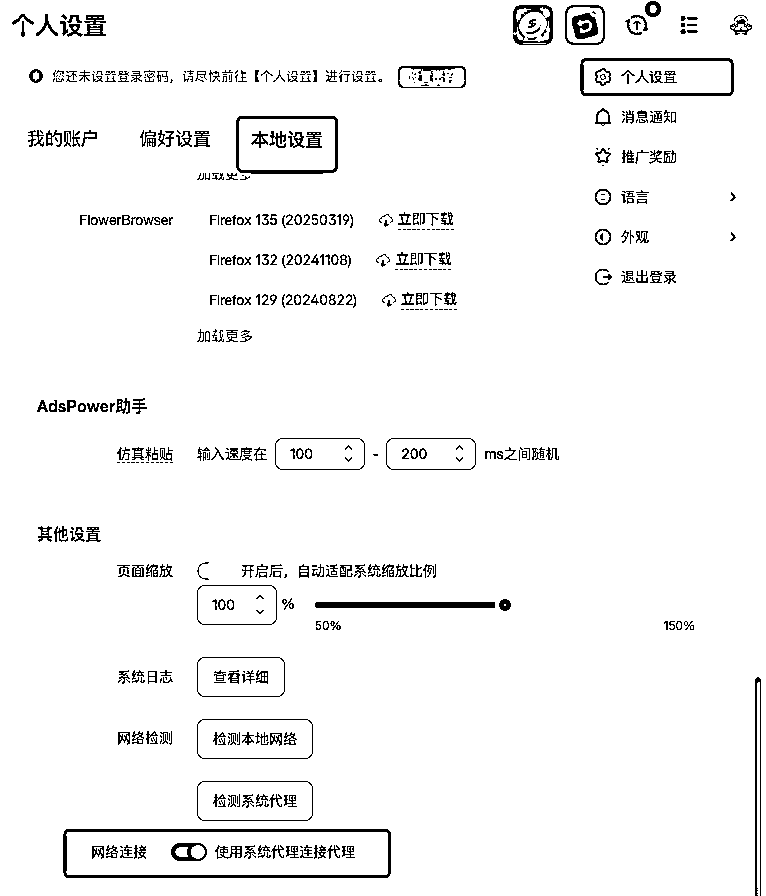 个人设置
您还未设置登录密码，请尽快前往【个人设置】进行设置。
个人设置
消息通知
推广奖励
语言
外观
退出登录
我的账户 偏好设置 本地设置
加载更多
FlowerBrowser Firefox 135 (20250319) 立即下载
Firefox 132 (20241108) 立即下载
Firefox 129 (20240822) 立即下载
加载更多
AdsPower助手
仿真粘贴 输入速度在 100 - 200 ms之间随机
其他设置
页面缩放 开启后，自动适配系统缩放比例
100 %
50% 150%
系统日志 查看详细
网络检测 检测本地网络
检测系统代理
网络连接 使用系统代理连接代理